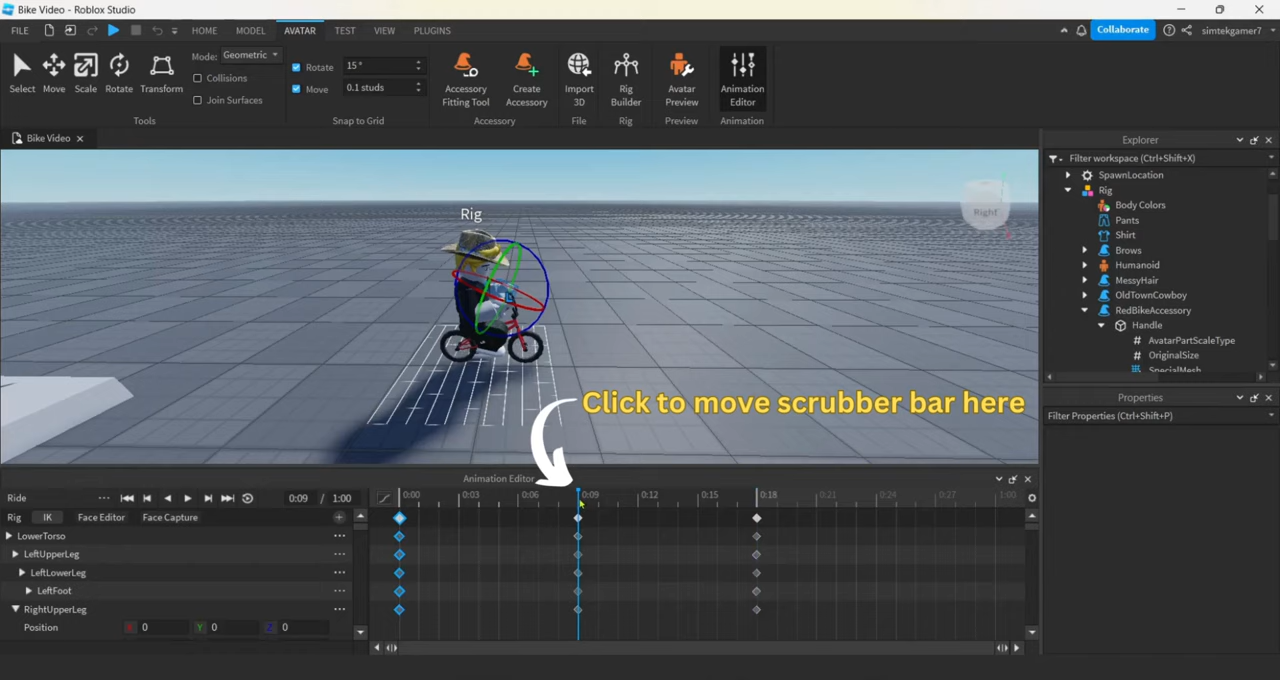 Bike Video - Roblox Studio
FILE HOME MODEL AVATAR TEST VIEW PLUGINS Collaborate simtekgamer7
Select Move Scale Rotate Transform
Mode: Geometric
Collisions
Join Surfaces
Tools
Rotate 15 °
Move 0.1 studs
Snap to Grid
Accessory Fitting Tool
Create Accessory
Accessory
Import 3D
File
Rig Builder
Rig
Avatar Preview
Preview
Animation Editor
Animation
Bike Video
Rig
Right
Click to move scrubber bar here
Explorer
Filter workspace (Ctrl+Shift+X)
SpawnLocation
Rig
Body Colors
Pants
Shirt
Brows
Humanoid
MessyHair
OldTownCowboy
RedBikeAccessory
Handle
AvatarPartScaleType
OriginalSize
SpecialMesh
Properties
Filter Properties (Ctrl+Shift+P)
Animation Editor
Ride ... 0:09 / 1:00 0:00 0:03 0:06 0:09 0:12 0:15 0:18 0:21 0:24 0:27 1:00
Rig IK Face Editor Face Capture
LowerTorso
LeftUpperLeg
LeftLowerLeg
LeftFoot
RightUpperLeg
Position X 0 Y 0 Z 0